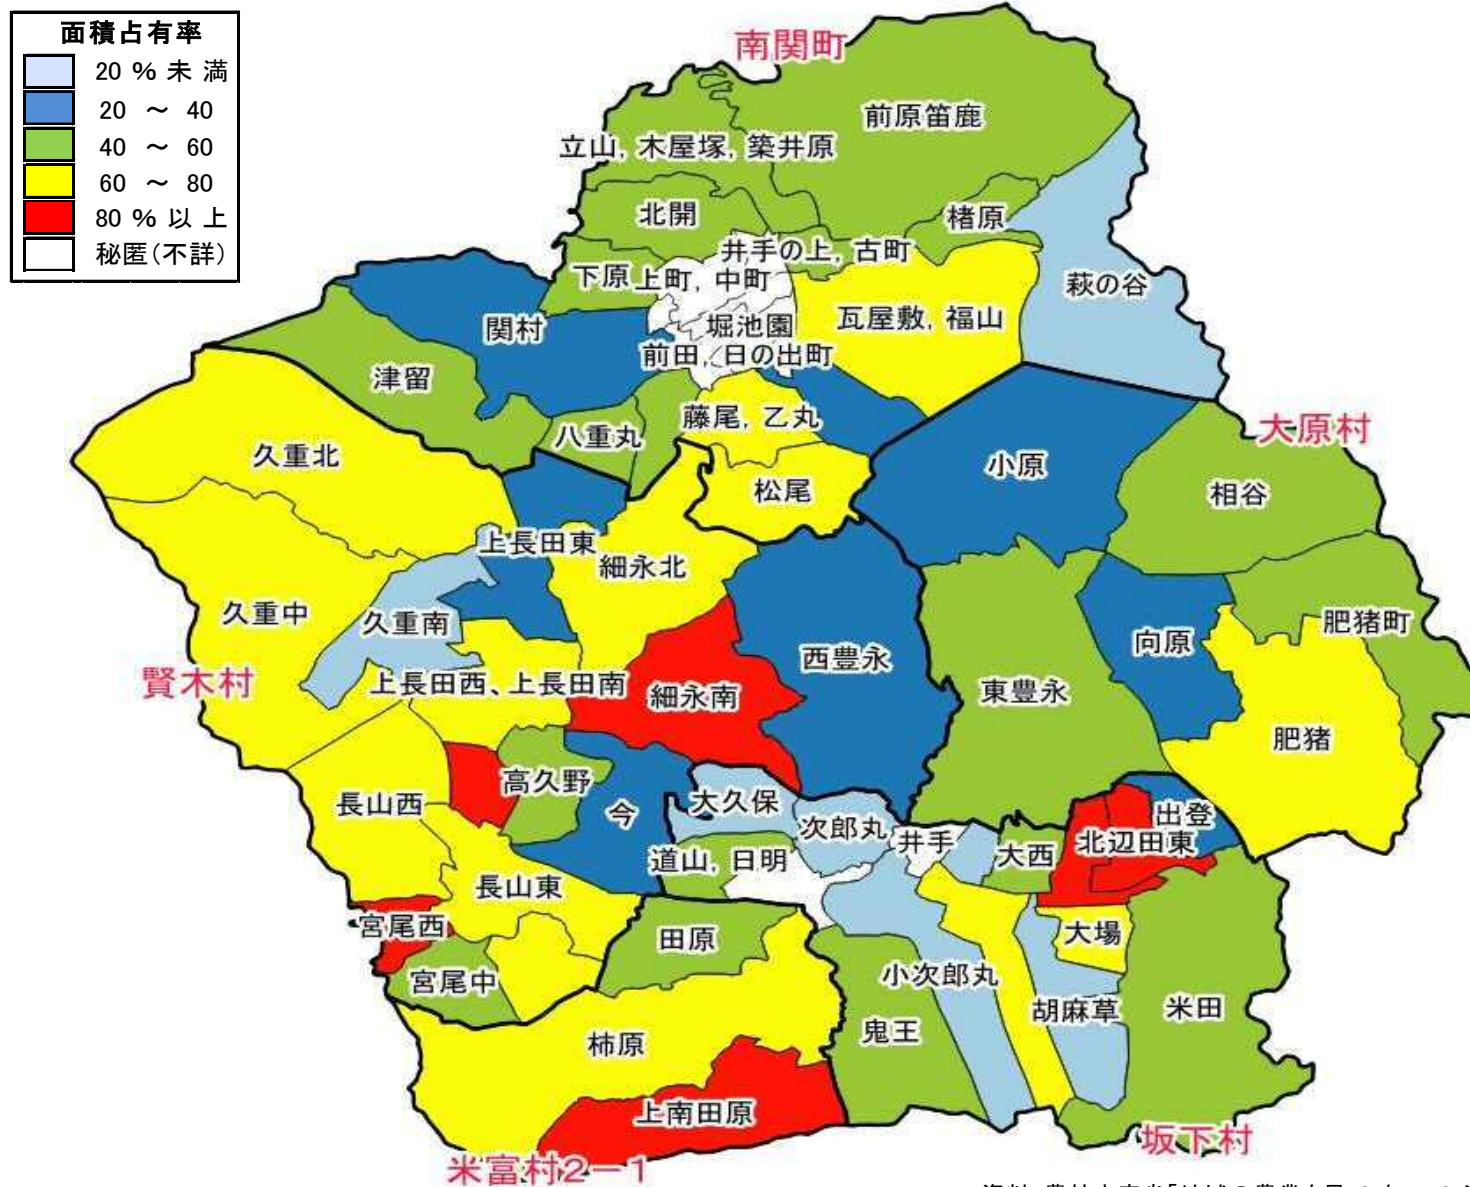 面積占有率
20 % 未 満
20 ～ 40
40 ～ 60
60 ～ 80
80 % 以 上
秘匿(不詳)
南関町
前原笛鹿
立山, 木屋塚, 築井原
北開
楮原
井手の上, 古町
下原
上町, 中町
萩の谷
関村
堀池園
瓦屋敷, 福山
前田, 日の出町
津留
藤尾, 乙丸
大原村
八重丸
久重北
小原
松尾
相谷
上長田東
細永北
久重中
久重南
肥猪町
向原
西豊永
賢木村
上長田西、上長田南
細永南
東豊永
肥猪
高久野
長山西
今
大久保
次郎丸
出登
井手
北辺田東
大西
道山, 日明
長山東
宮尾西
田原
大場
宮尾中
小次郎丸
胡麻草
米田
鬼王
柿原
上南田原
坂下村
米富村2－1